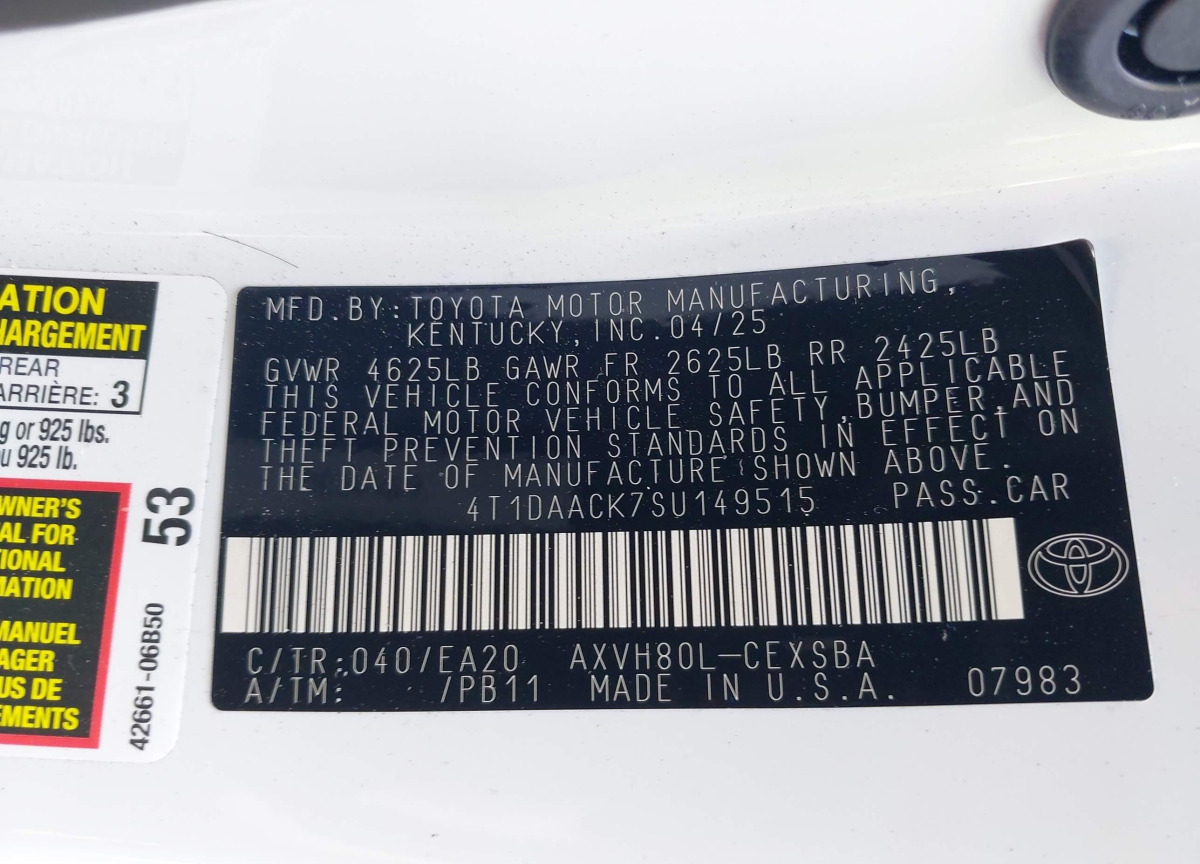 ATION
HARGEMENT
REAR
ARRIÈRE: 3
g or 925 lbs.
u 925 lb.
WNER'S
AL FOR
TIONAL
MATION
MANUEL
AGER
US DE
EMENTS
53
42661-06B50
MFD.BY:TOYOTA MOTOR MANUFACTURING,
KENTUCKY,INC.04/25
GVWR 4625LB GAWR FR 2625LB RR 2425LB
THIS VEHICLE CONFORMS TO ALL APPLICABLE
FEDERAL MOTOR VEHICLE SAFETY,BUMPER,AND
THEFT PREVENTION STANDARDS IN EFFECT ON
THE DATE OF MANUFACTURE SHOWN ABOVE.
4T1DAACK7SU149515 PASS.CAR
C/TR:040/EA20 AXVH80L-CEXSBA
A/TM: /PB11 MADE IN U.S.A. 07983